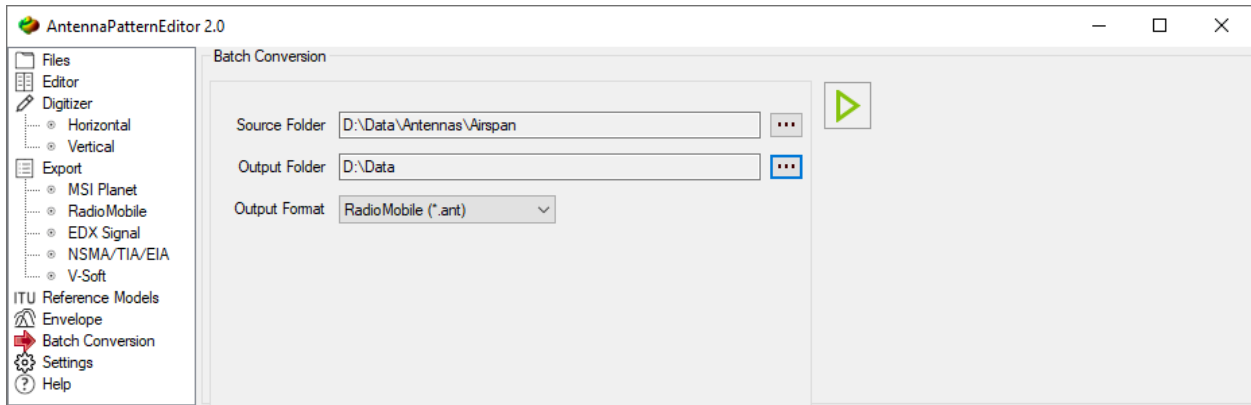 AntennaPatternEditor 2.0
Files
Editor
Digitizer
Horizontal
Vertical
Export
MSI Planet
RadioMobile
EDX Signal
NSMA/TIA/EIA
V-Soft
ITU Reference Models
Envelope
Batch Conversion
Settings
? Help
Batch Conversion
Source Folder D:\Data\Antennas\Airspan ...
Output Folder D:\Data ...
Output Format RadioMobile (*.ant)